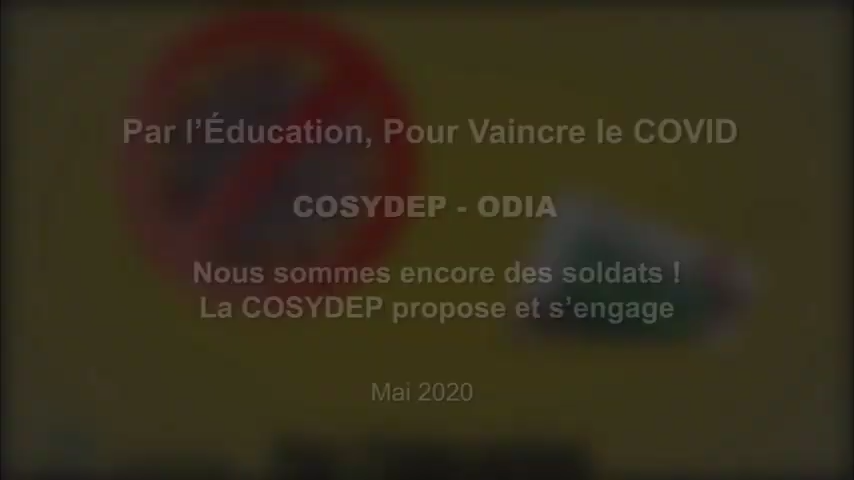 Par l’Éducation, Pour Vaincre le COVID
COSYDEP - ODIA
Nous sommes encore des soldats !
La COSYDEP propose et s’engage
Mai 2020